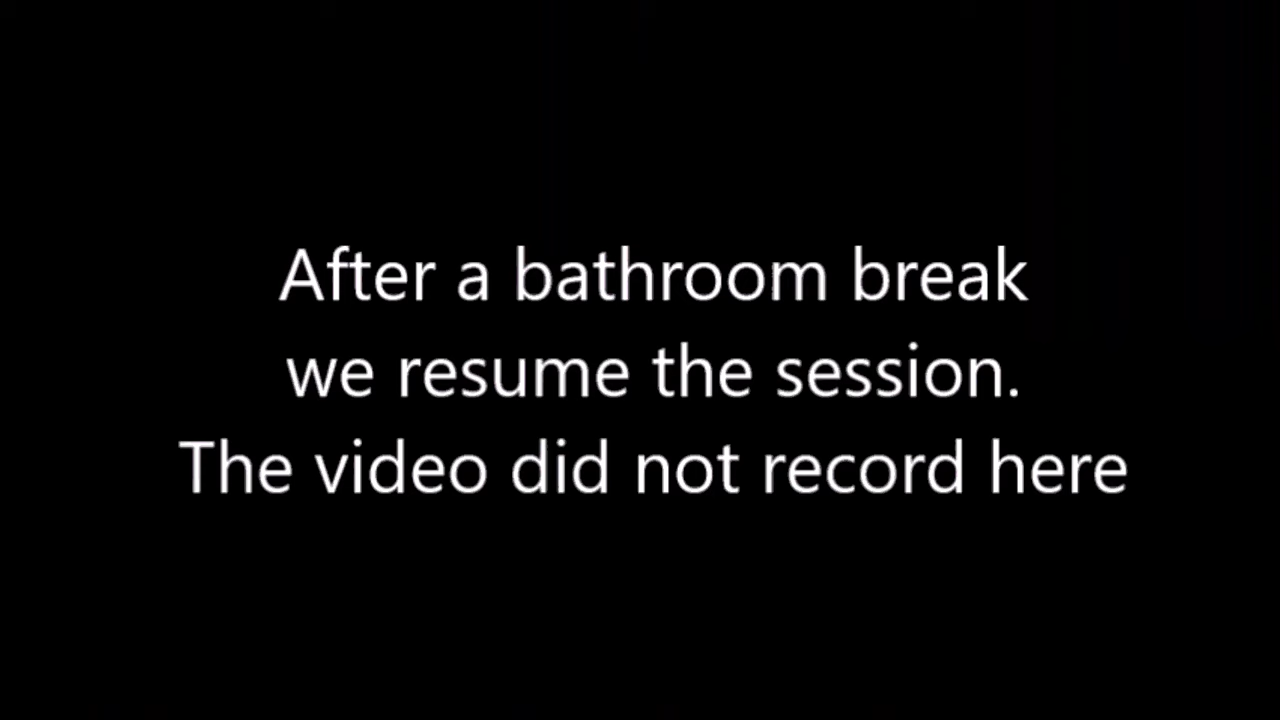 After a bathroom break
we resume the session.
The video did not record here